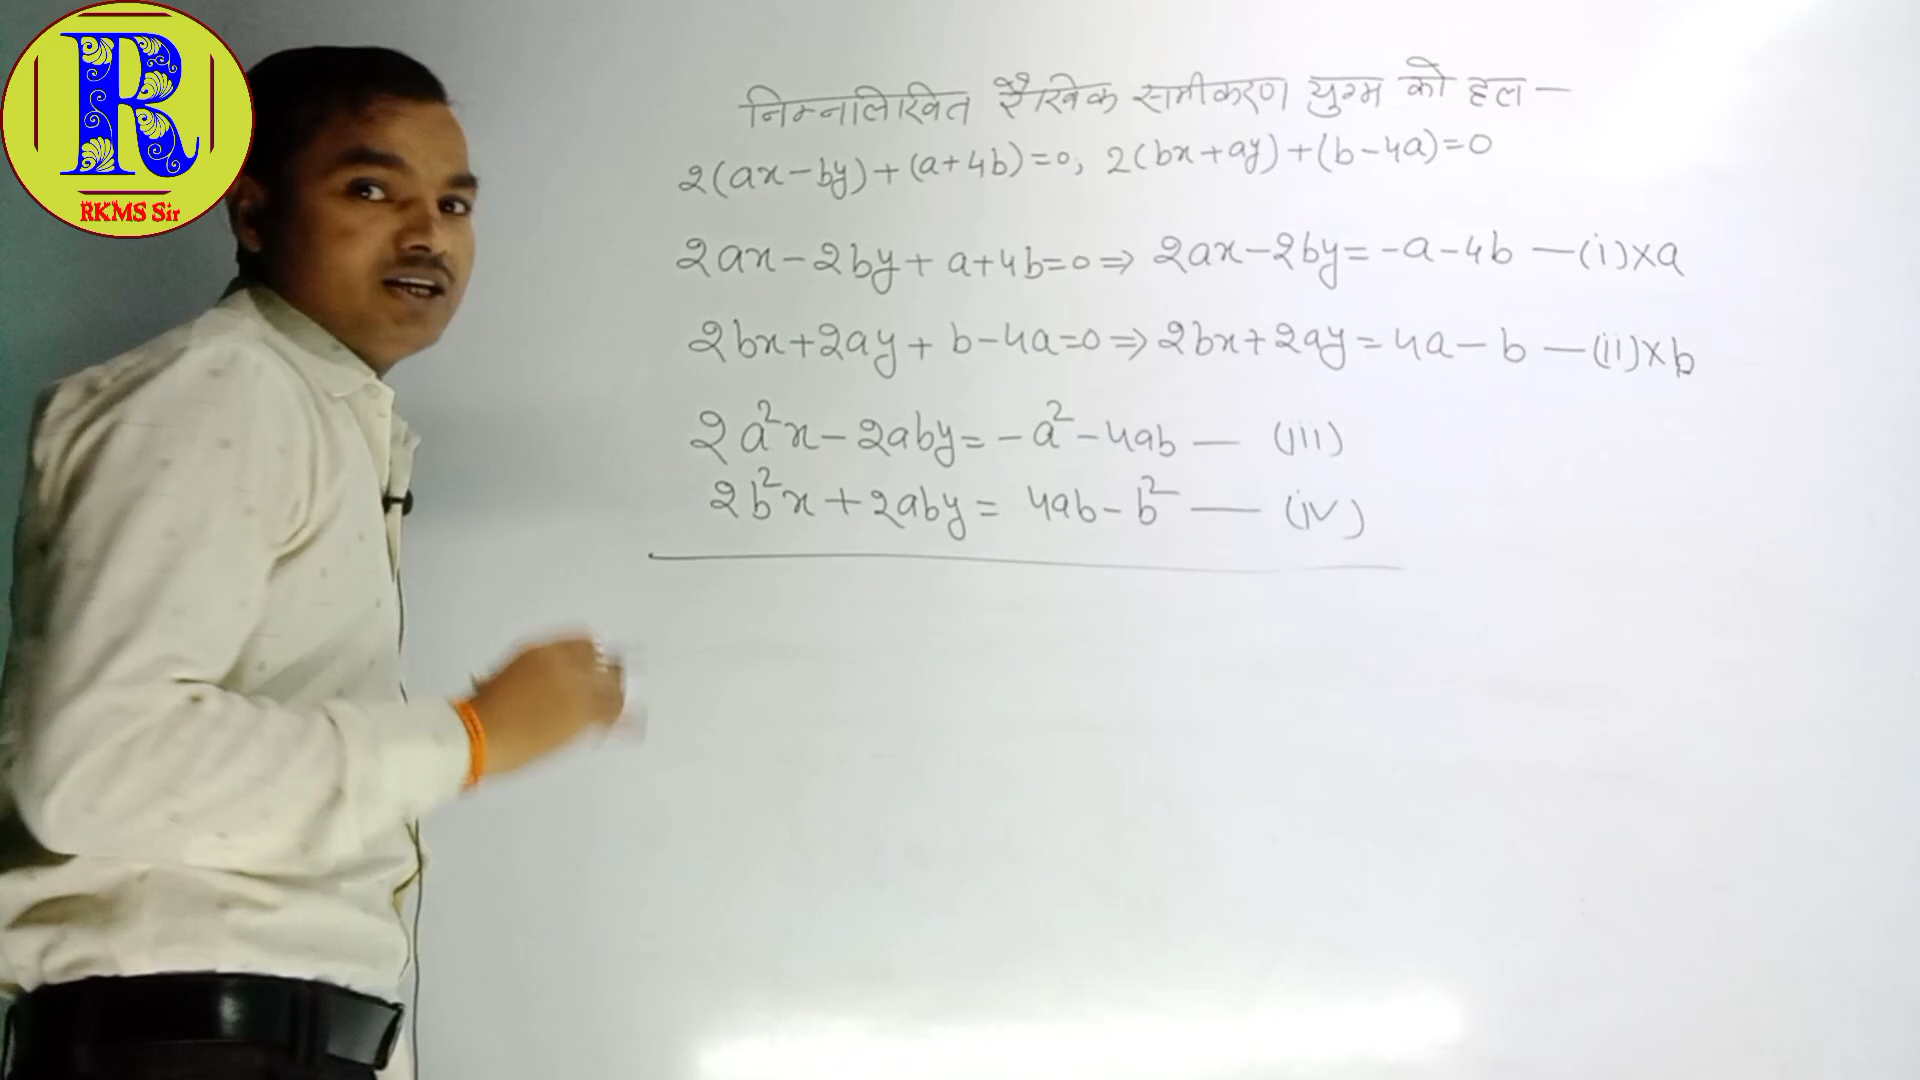 R
RKMS Sir
निम्नलिखित रैखिक समीकरण युग्म को हल —
2(ax-by)+(a+4b)=0; 2(bx+ay)+(b-4a)=0
2ax-2by+a+4b=0⇒ 2ax-2by=-a-4b —(i)×a
2bx+2ay+b-4a=0⇒2bx+2ay=4a-b —(ii)×b
2a²x-2aby=-a²-4ab — (iii)
2b²x+2aby= 4ab-b² — (iv)